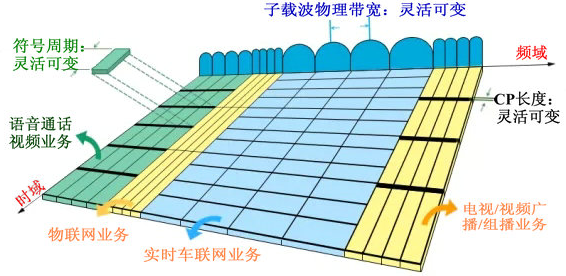 子载波物理带宽：灵活可变
符号周期：
灵活可变
频域
CP长度：
灵活可变
语音通话
视频业务
时域
物联网业务
实时车联网业务
电视/视频广
播/组播业务